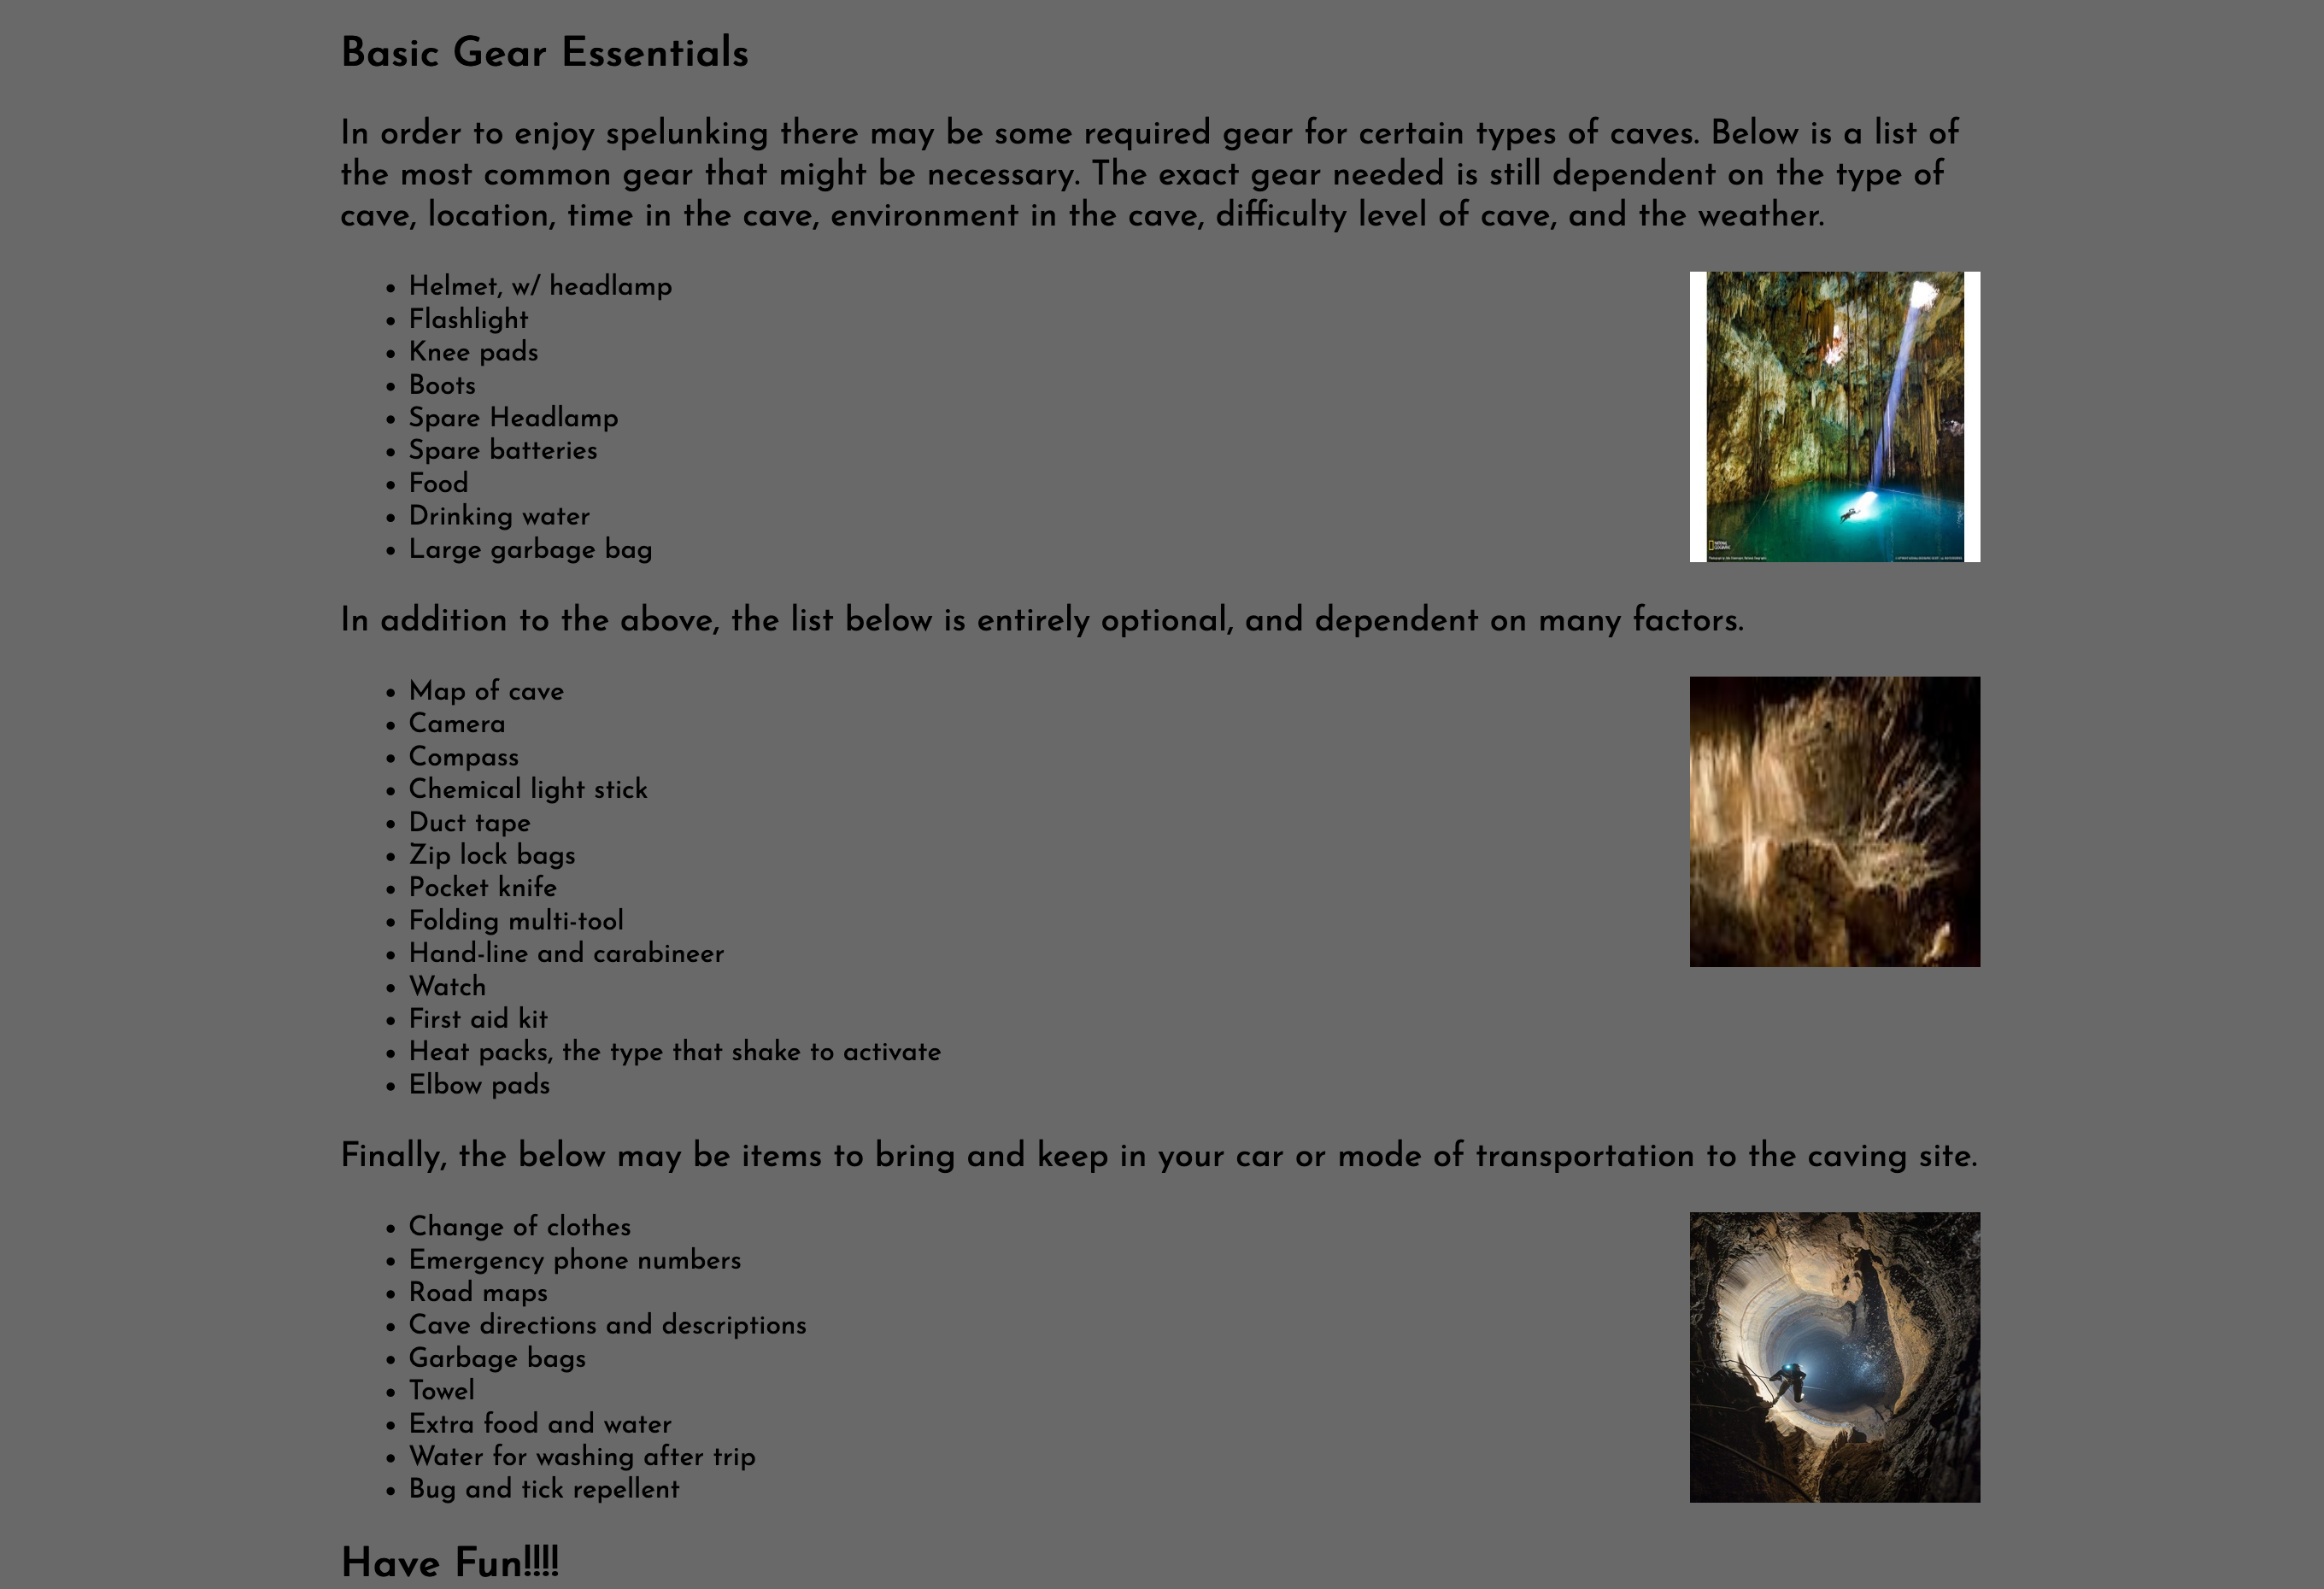 Basic Gear Essentials
In order to enjoy spelunking there may be some required gear for certain types of caves. Below is a list of
the most common gear that might be necessary. The exact gear needed is still dependent on the type of
cave, location, time in the cave, environment in the cave, difficulty level of cave, and the weather.
Helmet, w/ headlamp
Flashlight
Knee pads
Boots
Spare Headlamp
Spare batteries
Food
Drinking water
Large garbage bag
NATIONAL
GEOGRAPHIC
In addition to the above, the list below is entirely optional, and dependent on many factors.
Map of cave
Camera
Compass
Chemical light stick
Duct tape
Zip lock bags
Pocket knife
Folding multi-tool
Hand-line and carabineer
Watch
First aid kit
Heat packs, the type that shake to activate
Elbow pads
Finally, the below may be items to bring and keep in your car or mode of transportation to the caving site.
Change of clothes
Emergency phone numbers
Road maps
Cave directions and descriptions
Garbage bags
Towel
Extra food and water
Water for washing after trip
Bug and tick repellent
Have Fun!!!!